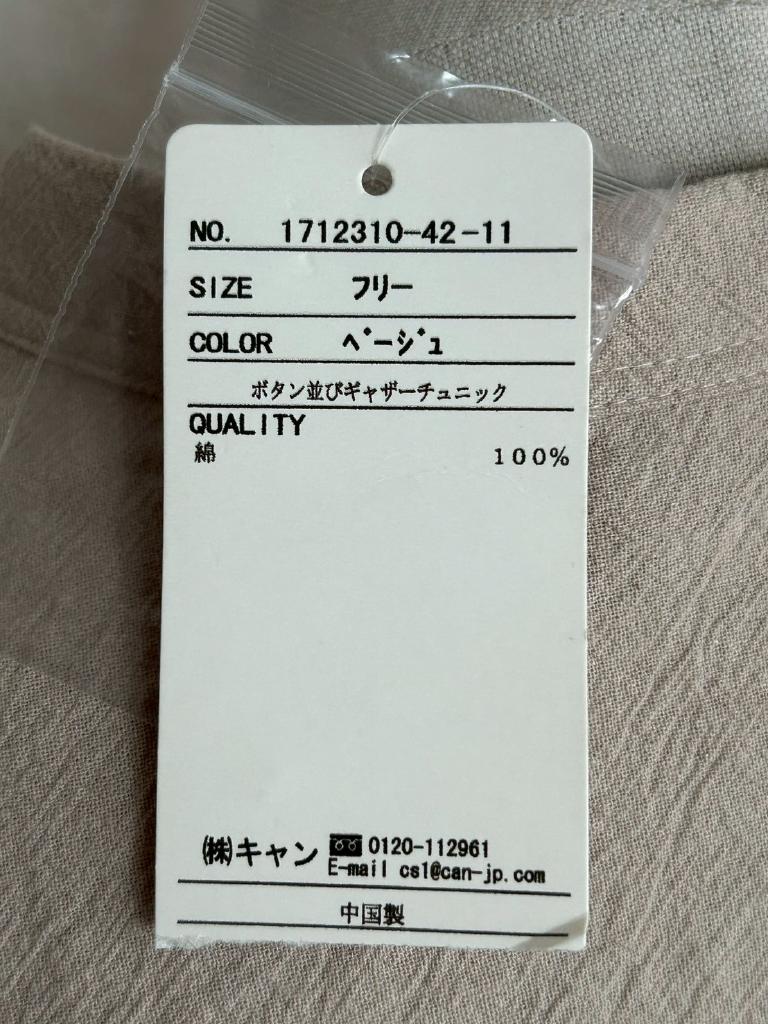 NO. 1712310-42-11
SIZE フリー
COLOR ﾍﾞｰｼﾞｭ
ボタン並びギャザーチュニック
QUALITY
綿 100%
㈱キャン 0120-112961
E-mail cs1@can-jp.com
中国製